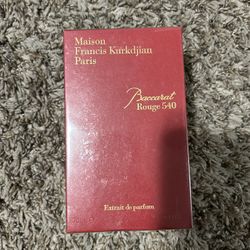 Maison
Francis Kurkdjian
Paris
Baccarat
Rouge 540
Extrait de parfum